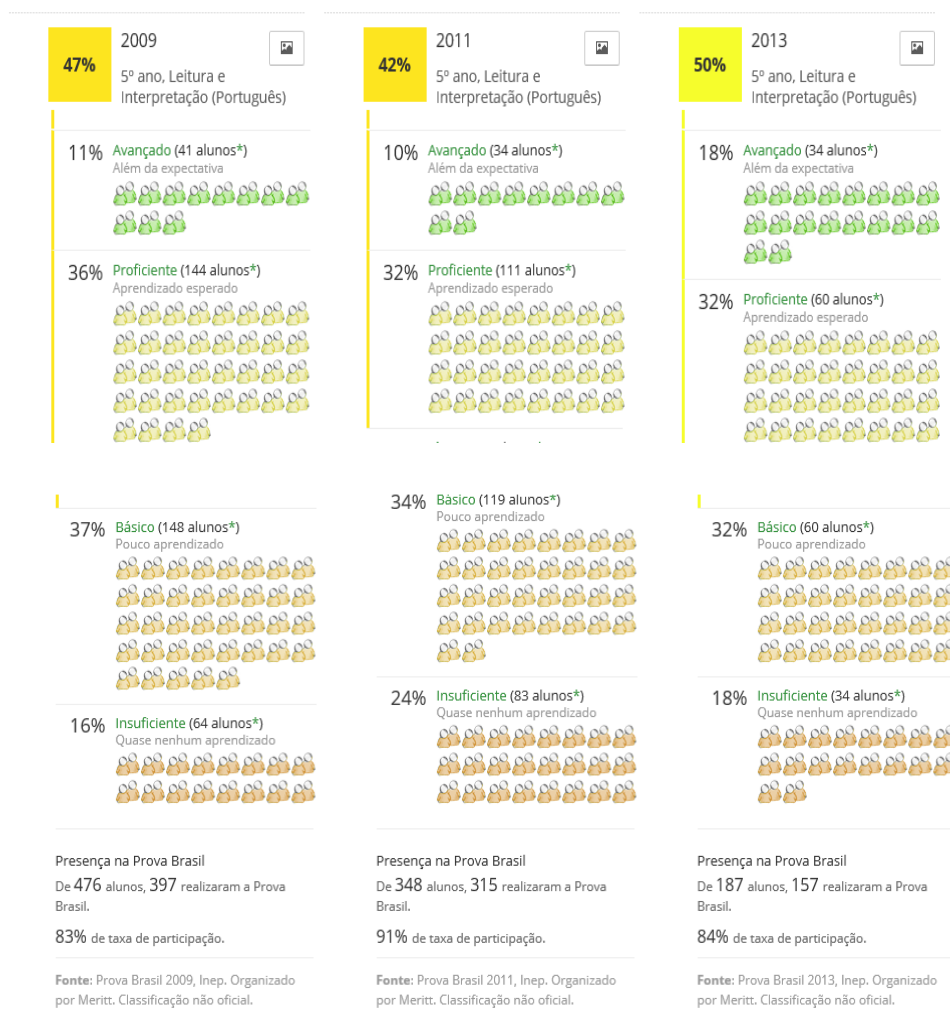 47%
2009
5º ano, Leitura e
Interpretação (Português)
11% Avançado (41 alunos*)
Além da expectativa
36% Proficiente (144 alunos*)
Aprendizado esperado
42%
2011
5º ano, Leitura e
Interpretação (Português)
10% Avançado (34 alunos*)
Além da expectativa
32% Proficiente (111 alunos*)
Aprendizado esperado
50%
2013
5º ano, Leitura e
Interpretação (Português)
18% Avançado (34 alunos*)
Além da expectativa
32% Proficiente (60 alunos*)
Aprendizado esperado
37% Básico (148 alunos*)
Pouco aprendizado
16% Insuficiente (64 alunos*)
Quase nenhum aprendizado
Presença na Prova Brasil
De 476 alunos, 397 realizaram a Prova
Brasil.
83% de taxa de participação.
Fonte: Prova Brasil 2009, Inep. Organizado
por Meritt. Classificação não oficial.
34% Básico (119 alunos*)
Pouco aprendizado
24% Insuficiente (83 alunos*)
Quase nenhum aprendizado
Presença na Prova Brasil
De 348 alunos, 315 realizaram a Prova
Brasil.
91% de taxa de participação.
Fonte: Prova Brasil 2011, Inep. Organizado
por Meritt. Classificação não oficial.
32% Básico (60 alunos*)
Pouco aprendizado
18% Insuficiente (34 alunos*)
Quase nenhum aprendizado
Presença na Prova Brasil
De 187 alunos, 157 realizaram a Prova
Brasil.
84% de taxa de participação.
Fonte: Prova Brasil 2013, Inep. Organizado
por Meritt. Classificação não oficial.